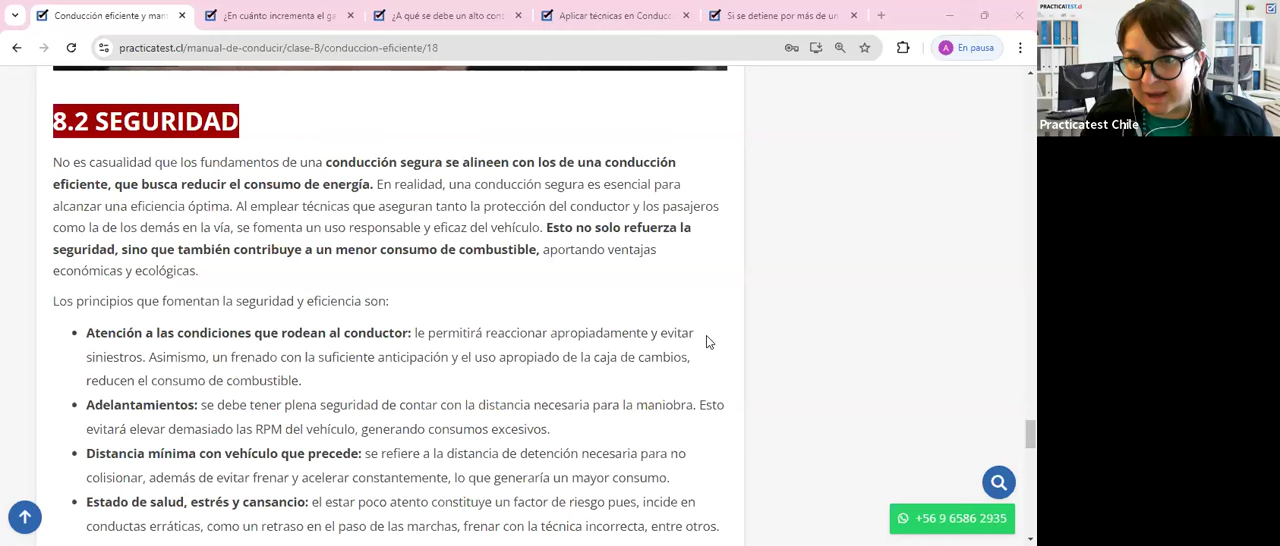 Conducción eficiente y man
¿En cuánto incrementa el ga
¿A qué se debe un alto cont
Aplicar técnicas en Conducc
Si se detiene por más de un
practicatest.cl/manual-de-conducir/clase-B/conduccion-eficiente/18
A
En pausa
PRACTICATEST.cl
Practicatest Chile
8.2 SEGURIDAD
No es casualidad que los fundamentos de una conducción segura se alineen con los de una conducción
eficiente, que busca reducir el consumo de energía. En realidad, una conducción segura es esencial para
alcanzar una eficiencia óptima. Al emplear técnicas que aseguran tanto la protección del conductor y los pasajeros
como la de los demás en la vía, se fomenta un uso responsable y eficaz del vehículo. Esto no solo refuerza la
seguridad, sino que también contribuye a un menor consumo de combustible, aportando ventajas
económicas y ecológicas.
Los principios que fomentan la seguridad y eficiencia son:
• Atención a las condiciones que rodean al conductor: le permitirá reaccionar apropiadamente y evitar
siniestros. Asimismo, un frenado con la suficiente anticipación y el uso apropiado de la caja de cambios,
reducen el consumo de combustible.
• Adelantamientos: se debe tener plena seguridad de contar con la distancia necesaria para la maniobra. Esto
evitará elevar demasiado las RPM del vehículo, generando consumos excesivos.
• Distancia mínima con vehículo que precede: se refiere a la distancia de detención necesaria para no
colisionar, además de evitar frenar y acelerar constantemente, lo que generaría un mayor consumo.
• Estado de salud, estrés y cansancio: el estar poco atento constituye un factor de riesgo pues, incide en
conductas erráticas, como un retraso en el paso de las marchas, frenar con la técnica incorrecta, entre otros.
+56 9 6586 2935